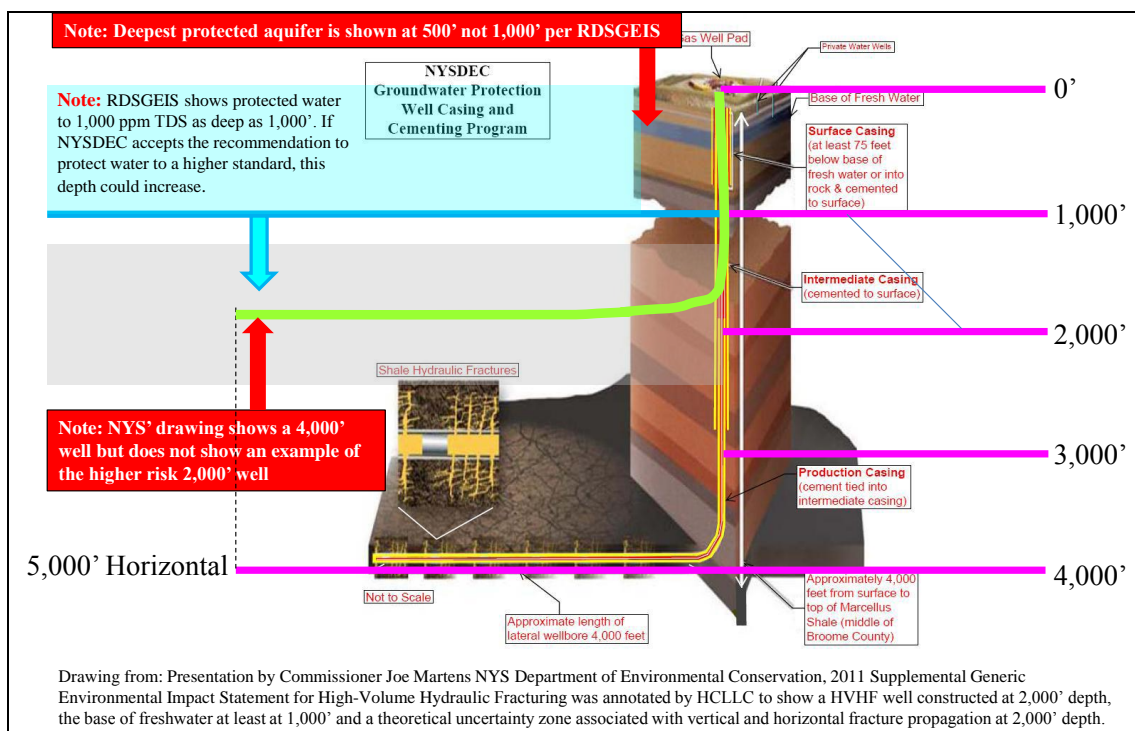 Note: Deepest protected aquifer is shown at 500' not 1,000' per RDSGEIS
Gas Well Pad
Private Water Wells
NYSDEC
Groundwater Protection
Well Casing and
Cementing Program
0'
Note: RDSGEIS shows protected water
to 1,000 ppm TDS as deep as 1,000'. If
NYSDEC accepts the recommendation to
protect water to a higher standard, this
depth could increase.
Base of Fresh Water
Surface Casing
(at least 75 feet
below base of
fresh water or into
rock & cemented
to surface)
1,000'
Intermediate Casing
(cemented to surface)
2,000'
Shale Hydraulic Fractures
Note: NYS' drawing shows a 4,000'
well but does not show an example of
the higher risk 2,000' well
3,000'
Production Casing
(cement tied into
intermediate casing)
5,000' Horizontal
4,000'
Not to Scale
Approximate length of
lateral wellbore 4,000 feet
Approximately 4,000
feet from surface to
top of Marcellus
Shale (middle of
Broome County)
Drawing from: Presentation by Commissioner Joe Martens NYS Department of Environmental Conservation, 2011 Supplemental Generic
Environmental Impact Statement for High-Volume Hydraulic Fracturing was annotated by HCLLC to show a HVHF well constructed at 2,000' depth,
the base of freshwater at least at 1,000' and a theoretical uncertainty zone associated with vertical and horizontal fracture propagation at 2,000' depth.